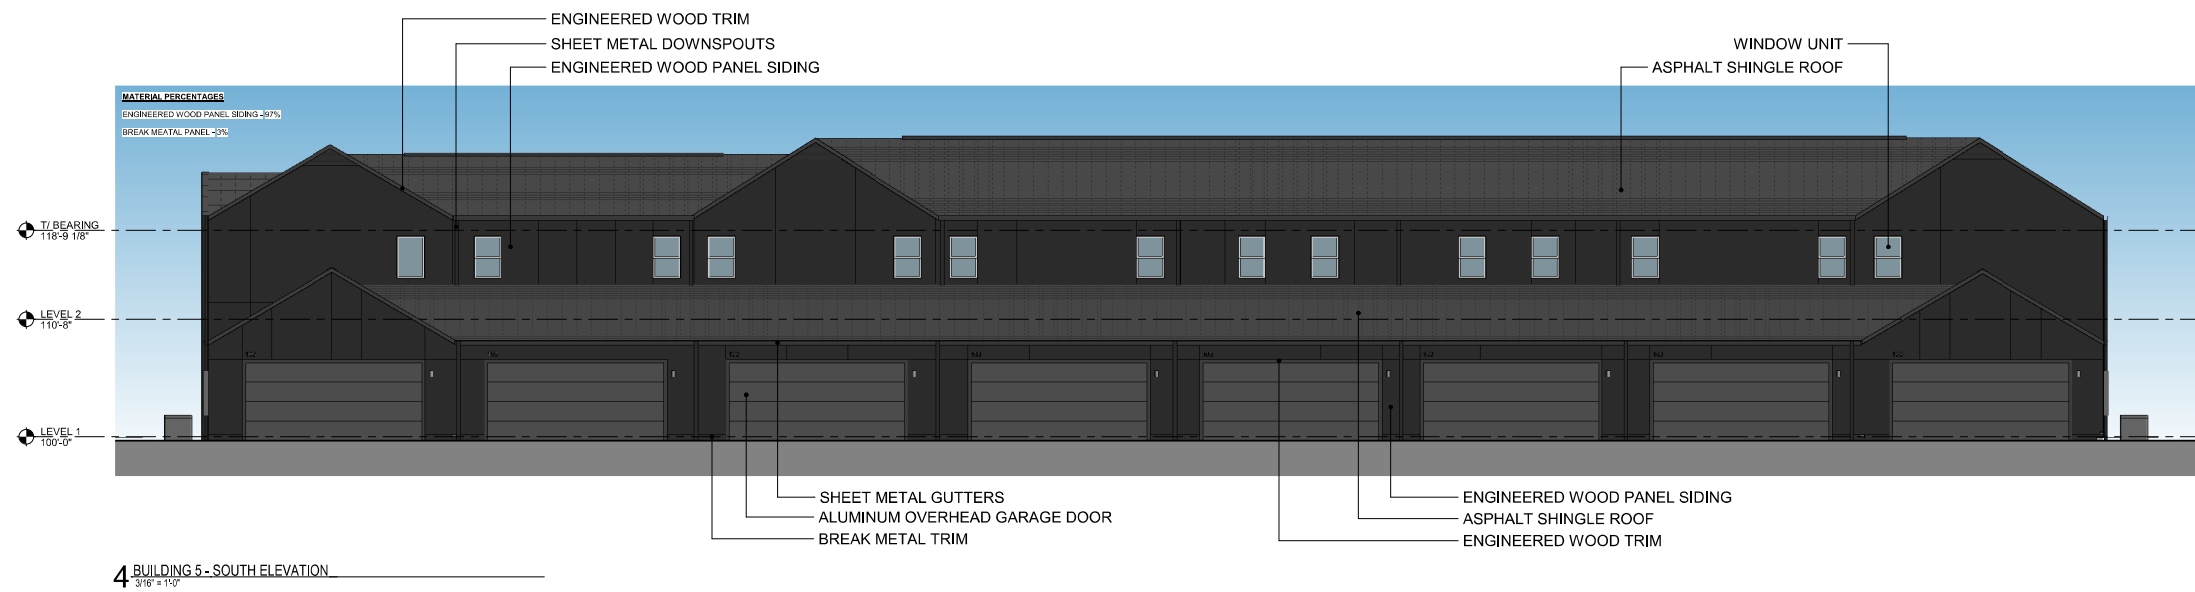 ENGINEERED WOOD TRIM
SHEET METAL DOWNSPOUTS
ENGINEERED WOOD PANEL SIDING
WINDOW UNIT
ASPHALT SHINGLE ROOF
MATERIAL PERCENTAGES
ENGINEERED WOOD PANEL SIDING - 97%
BREAK MEATAL PANEL - 3%
T/ BEARING
118'-9 1/8"
LEVEL 2
110'-8"
LEVEL 1
100'-0"
SHEET METAL GUTTERS
ALUMINUM OVERHEAD GARAGE DOOR
BREAK METAL TRIM
ENGINEERED WOOD PANEL SIDING
ASPHALT SHINGLE ROOF
ENGINEERED WOOD TRIM
4 BUILDING 5 - SOUTH ELEVATION
3/16" = 1'-0"